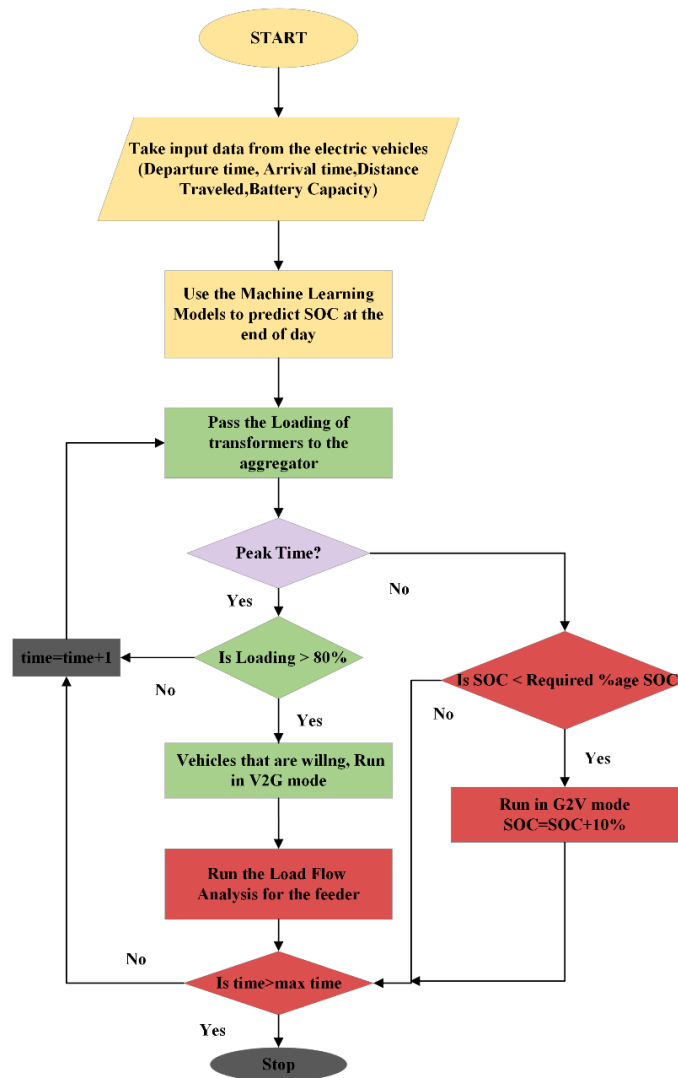 START
Take input data from the electric vehicles
(Departure time, Arrival time,Distance
Traveled,Battery Capacity)
Use the Machine Learning
Models to predict SOC at the
end of day
Pass the Loading of
transformers to the
aggregator
Peak Time?
No
Yes
time=time+1
Is Loading > 80%
Is SOC < Required %age SOC
No
No
Yes
Yes
Vehicles that are willng, Run
in V2G mode
Run in G2V mode
SOC=SOC+10%
Run the Load Flow
Analysis for the feeder
No
Is time>max time
Yes
Stop